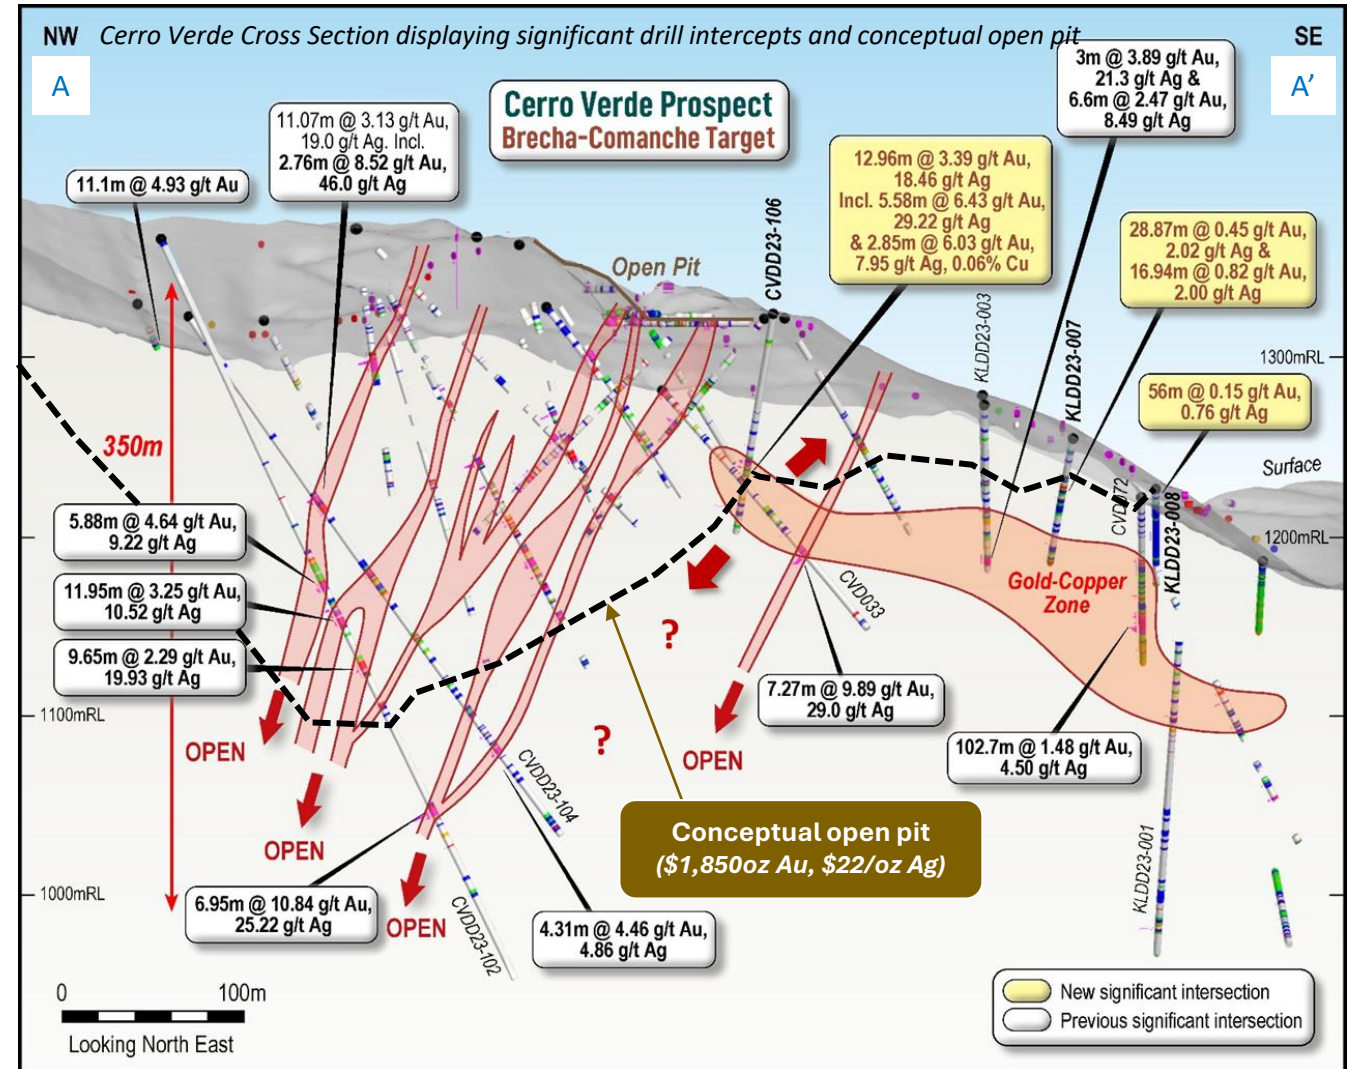 NW
Cerro Verde Cross Section displaying significant drill intercepts and conceptual open pit
SE
A
A’
Cerro Verde Prospect
Brecha-Comanche Target
11.1m @ 4.93 g/t Au
11.07m @ 3.13 g/t Au,
19.0 g/t Ag. Incl.
2.76m @ 8.52 g/t Au,
46.0 g/t Ag
12.96m @ 3.39 g/t Au,
18.46 g/t Ag
Incl. 5.58m @ 6.43 g/t Au,
29.22 g/t Ag
& 2.85m @ 6.03 g/t Au,
7.95 g/t Ag, 0.06% Cu
3m @ 3.89 g/t Au,
21.3 g/t Ag &
6.6m @ 2.47 g/t Au,
8.49 g/t Ag
28.87m @ 0.45 g/t Au,
2.02 g/t Ag &
16.94m @ 0.82 g/t Au,
2.00 g/t Ag
56m @ 0.15 g/t Au,
0.76 g/t Ag
Open Pit
CVDD23-106
KLDD23-003
KLDD23-007
CVD072
KLDD23-008
1300mRL
Surface
1200mRL
350m
5.88m @ 4.64 g/t Au,
9.22 g/t Ag
11.95m @ 3.25 g/t Au,
10.52 g/t Ag
9.65m @ 2.29 g/t Au,
19.93 g/t Ag
Gold-Copper
Zone
CVD033
?
?
7.27m @ 9.89 g/t Au,
29.0 g/t Ag
102.7m @ 1.48 g/t Au,
4.50 g/t Ag
1100mRL
OPEN
OPEN
OPEN
OPEN
CVDD23-104
Conceptual open pit
($1,850oz Au, $22/oz Ag)
KLDD23-001
1000mRL
6.95m @ 10.84 g/t Au,
25.22 g/t Ag
CVDD23-102
4.31m @ 4.46 g/t Au,
4.86 g/t Ag
0
100m
Looking North East
New significant intersection
Previous significant intersection